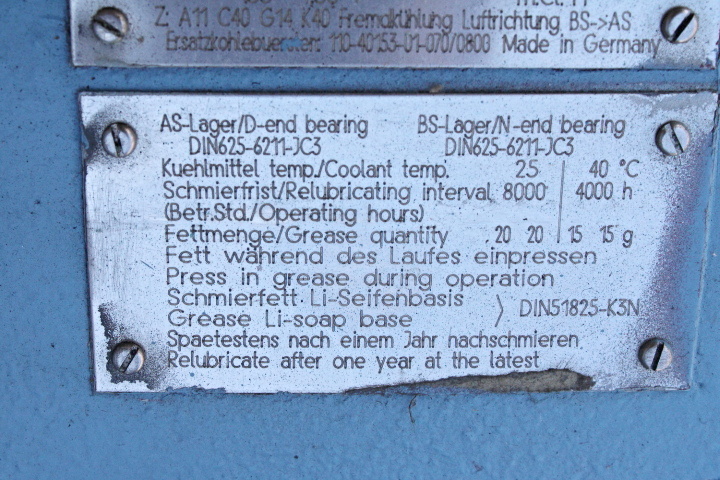 Z: A11 C40 G14 K40 Fremdkühlung Luftrichtung BS->AS
110-40153-U1-070/0800 Made in Germany
AS-Lager/D-end bearing BS-Lager/N-end bearing
DIN625-6211-JC3 DIN625-6211-JC3
Kuehlmittel temp./Coolant temp. 25 40 °C
Schmierfrist/Relubricating interval 8000 4000 h
(Betr.Std./Operating hours)
Fettmenge/Grease quantity 20 20 15 15 g
Fett während des Laufes einpressen
Press in grease during operation
Schmierfett Li-Seifenbasis
Grease Li-soap base > DIN51825-K3N
Spaetestens nach einem Jahr nachschmieren
Relubricate after one year at the latest